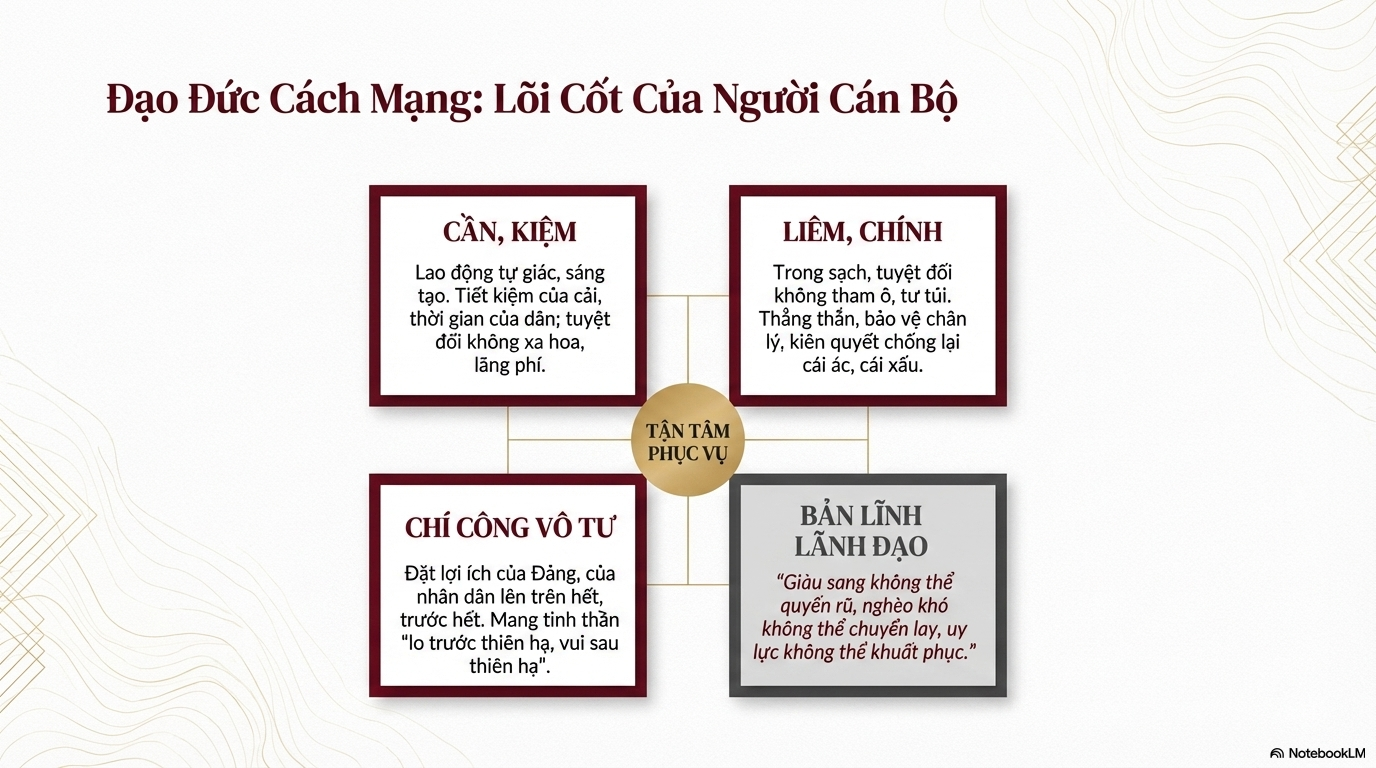 Đạo Đức Cách Mạng: Lõi Cốt Của Người Cán Bộ
CẦN, KIỆM
Lao động tự giác, sáng
tạo. Tiết kiệm của cải,
thời gian của dân; tuyệt
đối không xa hoa,
lãng phí.
LIÊM, CHÍNH
Trong sạch, tuyệt đối
không tham ô, tư túi.
Thẳng thắn, bảo vệ chân
lý, kiên quyết chống lại
cái ác, cái xấu.
TẬN TÂM
PHỤC VỤ
CHÍ CÔNG VÔ TƯ
Đặt lợi ích của Đảng, của
nhân dân lên trên hết,
trước hết. Mang tinh thần
“lo trước thiên hạ, vui sau
thiên hạ”.
BẢN LĨNH
LÃNH ĐẠO
“Giàu sang không thể
quyến rũ, nghèo khó
không thể chuyển lay, uy
lực không thể khuất phục.”
NotebookLM